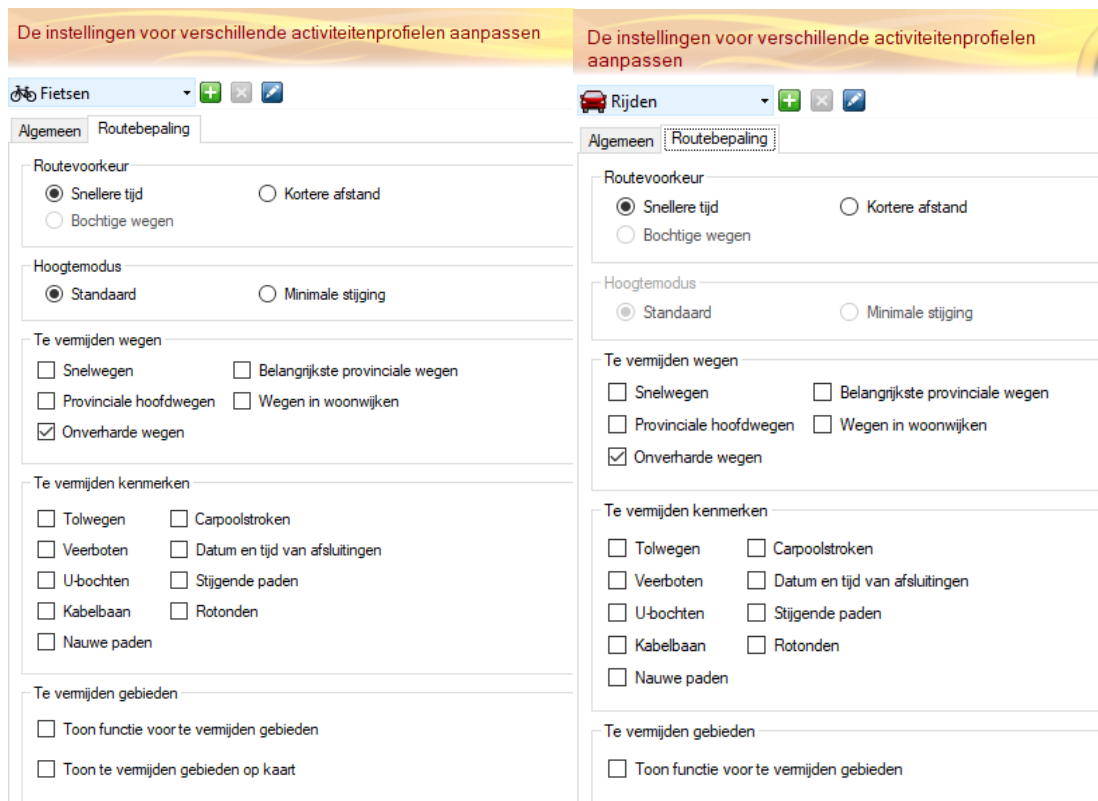 De instellingen voor verschillende activiteitenprofielen aanpassen
Fietsen
Algemeen Routebepaling
Routevoorkeur
Snellere tijd Kortere afstand
Bochtige wegen
Hoogtemodus
Standaard Minimale stijging
Te vermijden wegen
Snelwegen Belangrijkste provinciale wegen
Provinciale hoofdwegen Wegen in woonwijken
Onverharde wegen
Te vermijden kenmerken
Tolwegen Carpoolstroken
Veerboten Datum en tijd van afsluitingen
U-bochten Stijgende paden
Kabelbaan Rotonden
Nauwe paden
Te vermijden gebieden
Toon functie voor te vermijden gebieden
Toon te vermijden gebieden op kaart
De instellingen voor verschillende activiteitenprofielen
aanpassen
Rijden
Algemeen Routebepaling
Routevoorkeur
Snellere tijd Kortere afstand
Bochtige wegen
Hoogtemodus
Standaard Minimale stijging
Te vermijden wegen
Snelwegen Belangrijkste provinciale wegen
Provinciale hoofdwegen Wegen in woonwijken
Onverharde wegen
Te vermijden kenmerken
Tolwegen Carpoolstroken
Veerboten Datum en tijd van afsluitingen
U-bochten Stijgende paden
Kabelbaan Rotonden
Nauwe paden
Te vermijden gebieden
Toon functie voor te vermijden gebieden